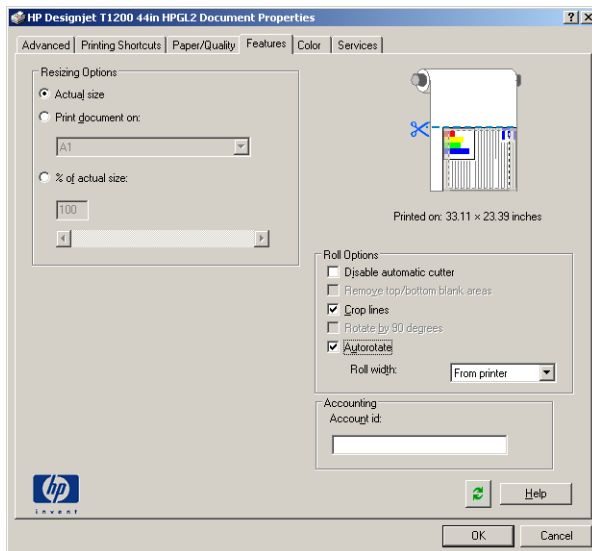 HP Designjet T1200 44in HPGL2 Document Properties
Advanced Printing Shortcuts Paper/Quality Features Color Services
Resizing Options
Actual size
Print document on:
A1
% of actual size:
100
Printed on: 33.11 × 23.39 inches
Roll Options
Disable automatic cutter
Remove top/bottom blank areas
Crop lines
Rotate by 90 degrees
Autorotate
Roll width: From printer
Accounting
Account id:
hp
invent
Help
OK Cancel